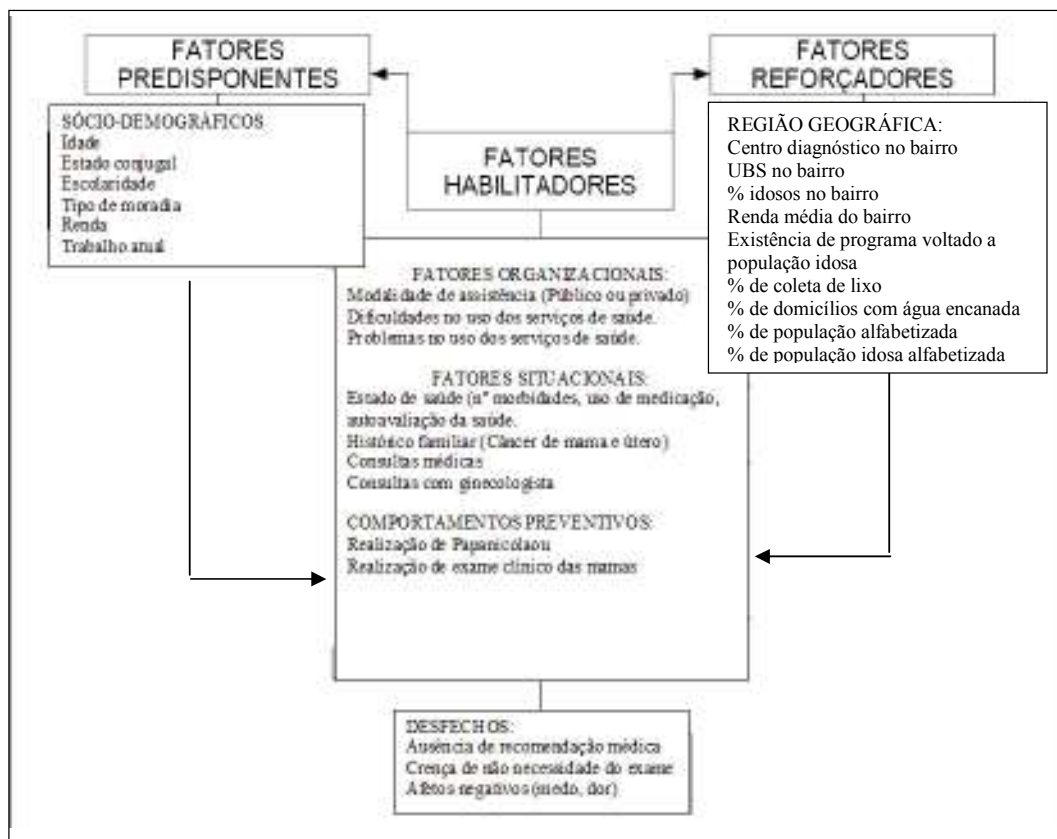 FATORES
PREDISPONENTES
SÓCIO-DEMOGRÁFICOS
Idade
Estado conjugal
Escolaridade
Tipo de moradia
Renda
Trabalho atual
FATORES
HABILITADORES
FATORES
REFORÇADORES
REGIÃO GEOGRÁFICA:
Centro diagnóstico no bairro
UBS no bairro
% idosos no bairro
Renda média do bairro
Existência de programa voltado a
população idosa
% de coleta de lixo
% de domicílios com água encanada
% de população alfabetizada
% de população idosa alfabetizada
FATORES ORGANIZACIONAIS:
Modalidade de assistência (Público ou privado)
Dificuldades no uso dos serviços de saúde.
Problemas no uso dos serviços de saúde.
FATORES SITUACIONAIS:
Estado de saúde (nº morbidades, uso de medicação,
autoavaliação da saúde.
Histórico familiar (Câncer de mama e útero)
Consultas médicas
Consultas com ginecologista
COMPORTAMENTOS PREVENTIVOS:
Realização de Papanicolaou
Realização de exame clínico das mamas
DESFECHOS:
Ausência de recomendação médica
Crença de não necessidade do exame
Afetos negativos (medo, dor)